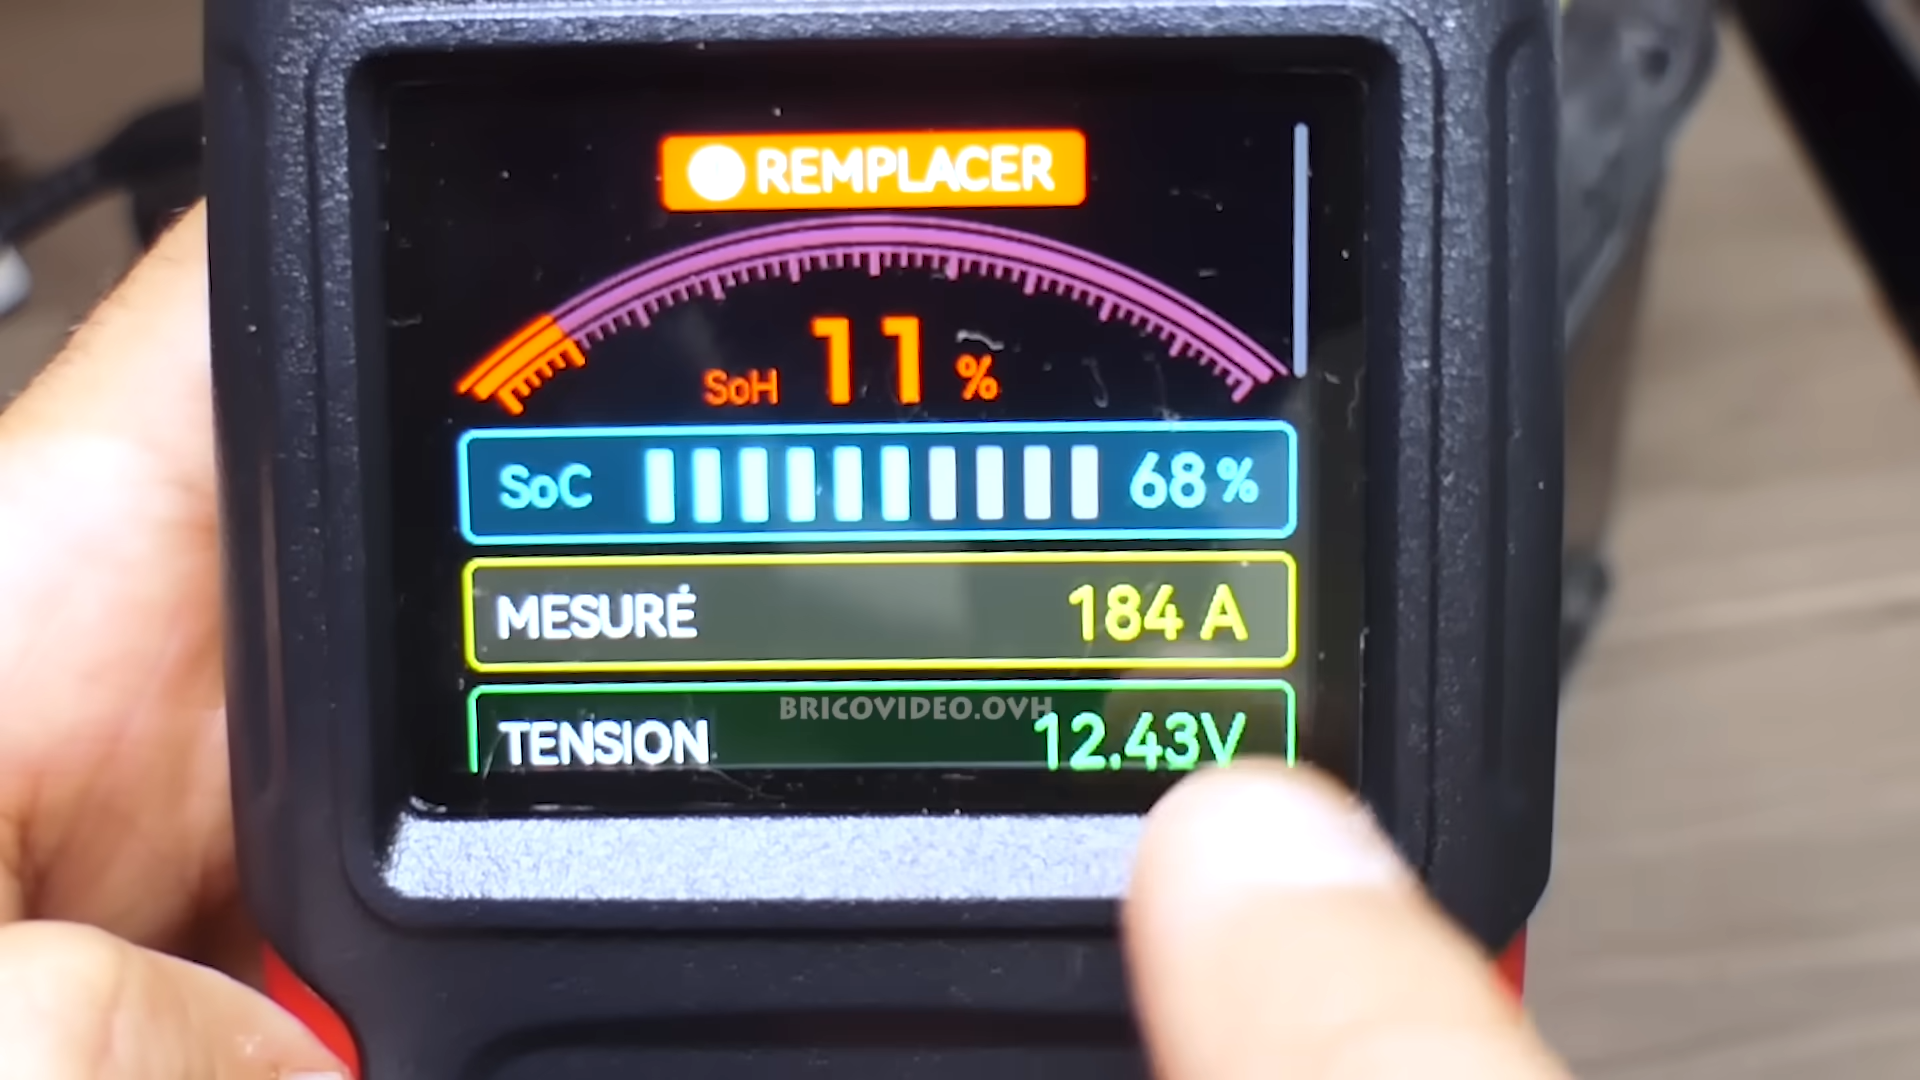 REMPLACER
SoH 11 %
SoC 68 %
MESURÉ 184 A
BRICOVIDEO.OVH
TENSION 12.43V